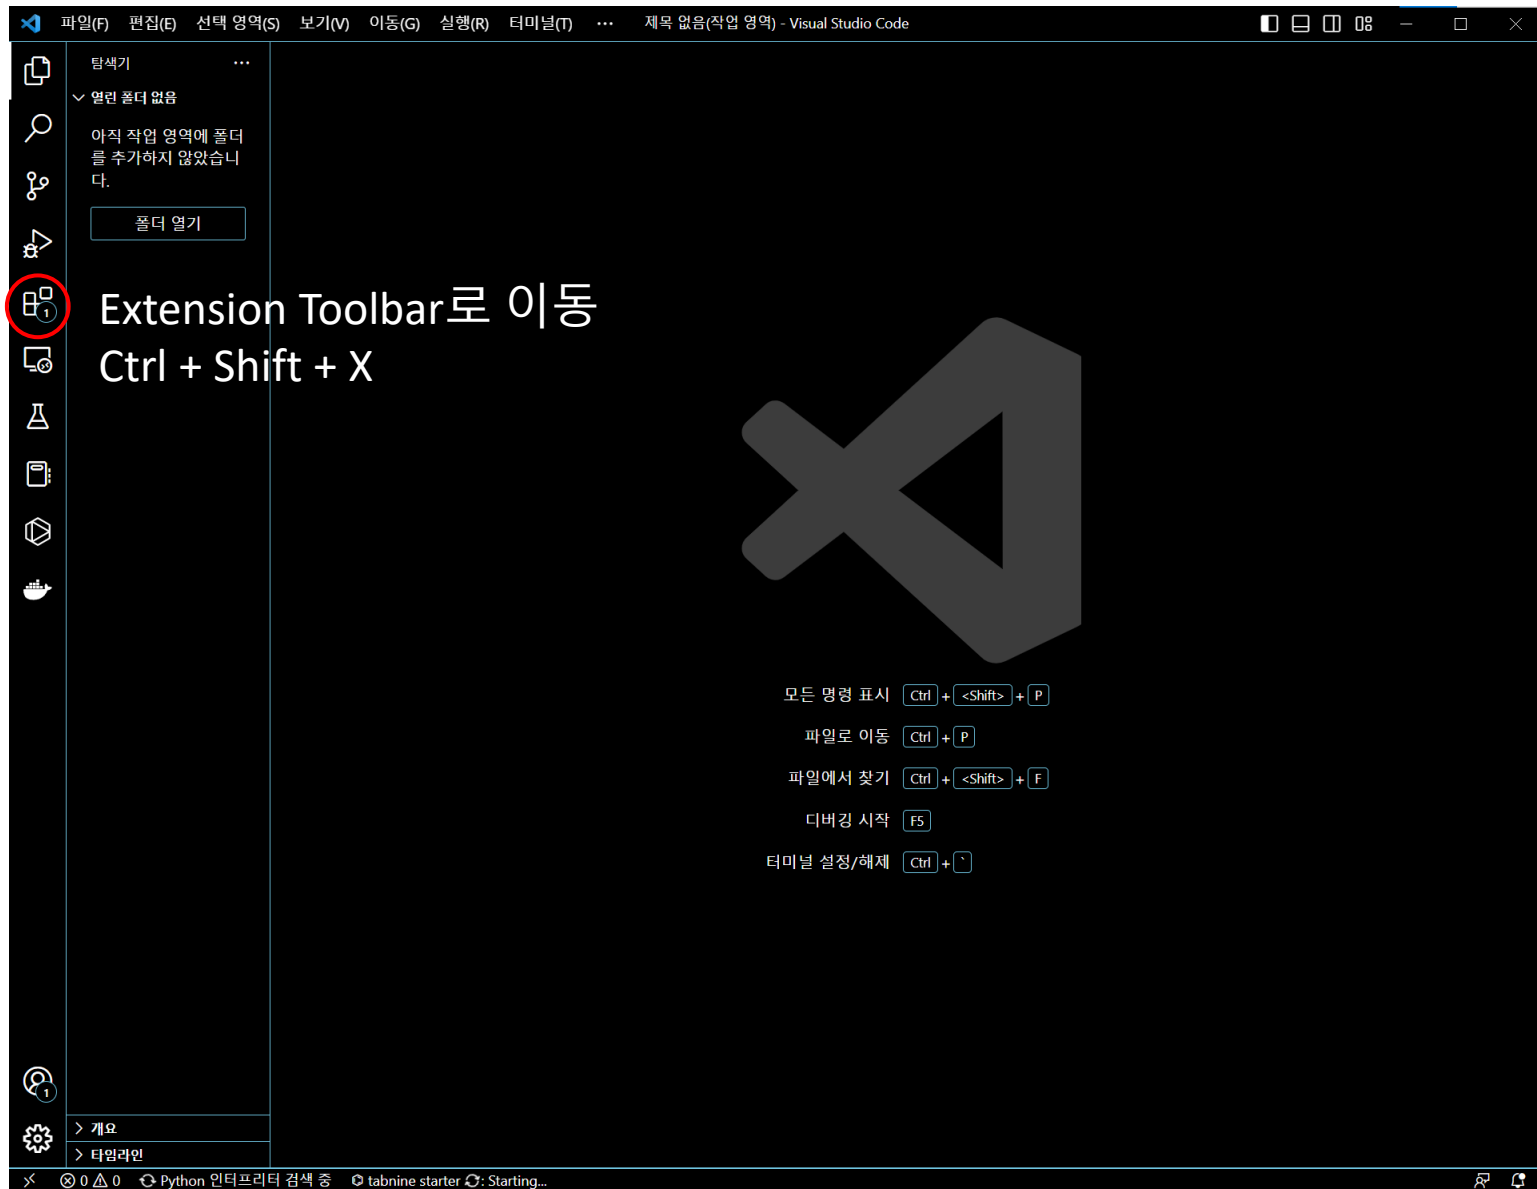 파일(F) 편집(E) 선택 영역(S) 보기(V) 이동(G) 실행(R) 터미널(T) ··· 제목 없음(작업 영역) - Visual Studio Code
탐색기 ···
열린 폴더 없음
아직 작업 영역에 폴더
를 추가하지 않았습니
다.
폴더 열기
1
Extension Toolbar로 이동
Ctrl + Shift + X
모든 명령 표시 Ctrl + <Shift> + P
파일로 이동 Ctrl + P
파일에서 찾기 Ctrl + <Shift> + F
디버깅 시작 F5
터미널 설정/해제 Ctrl + `
1
개요
타임라인
0 0 Python 인터프리터 검색 중 tabnine starter : Starting...